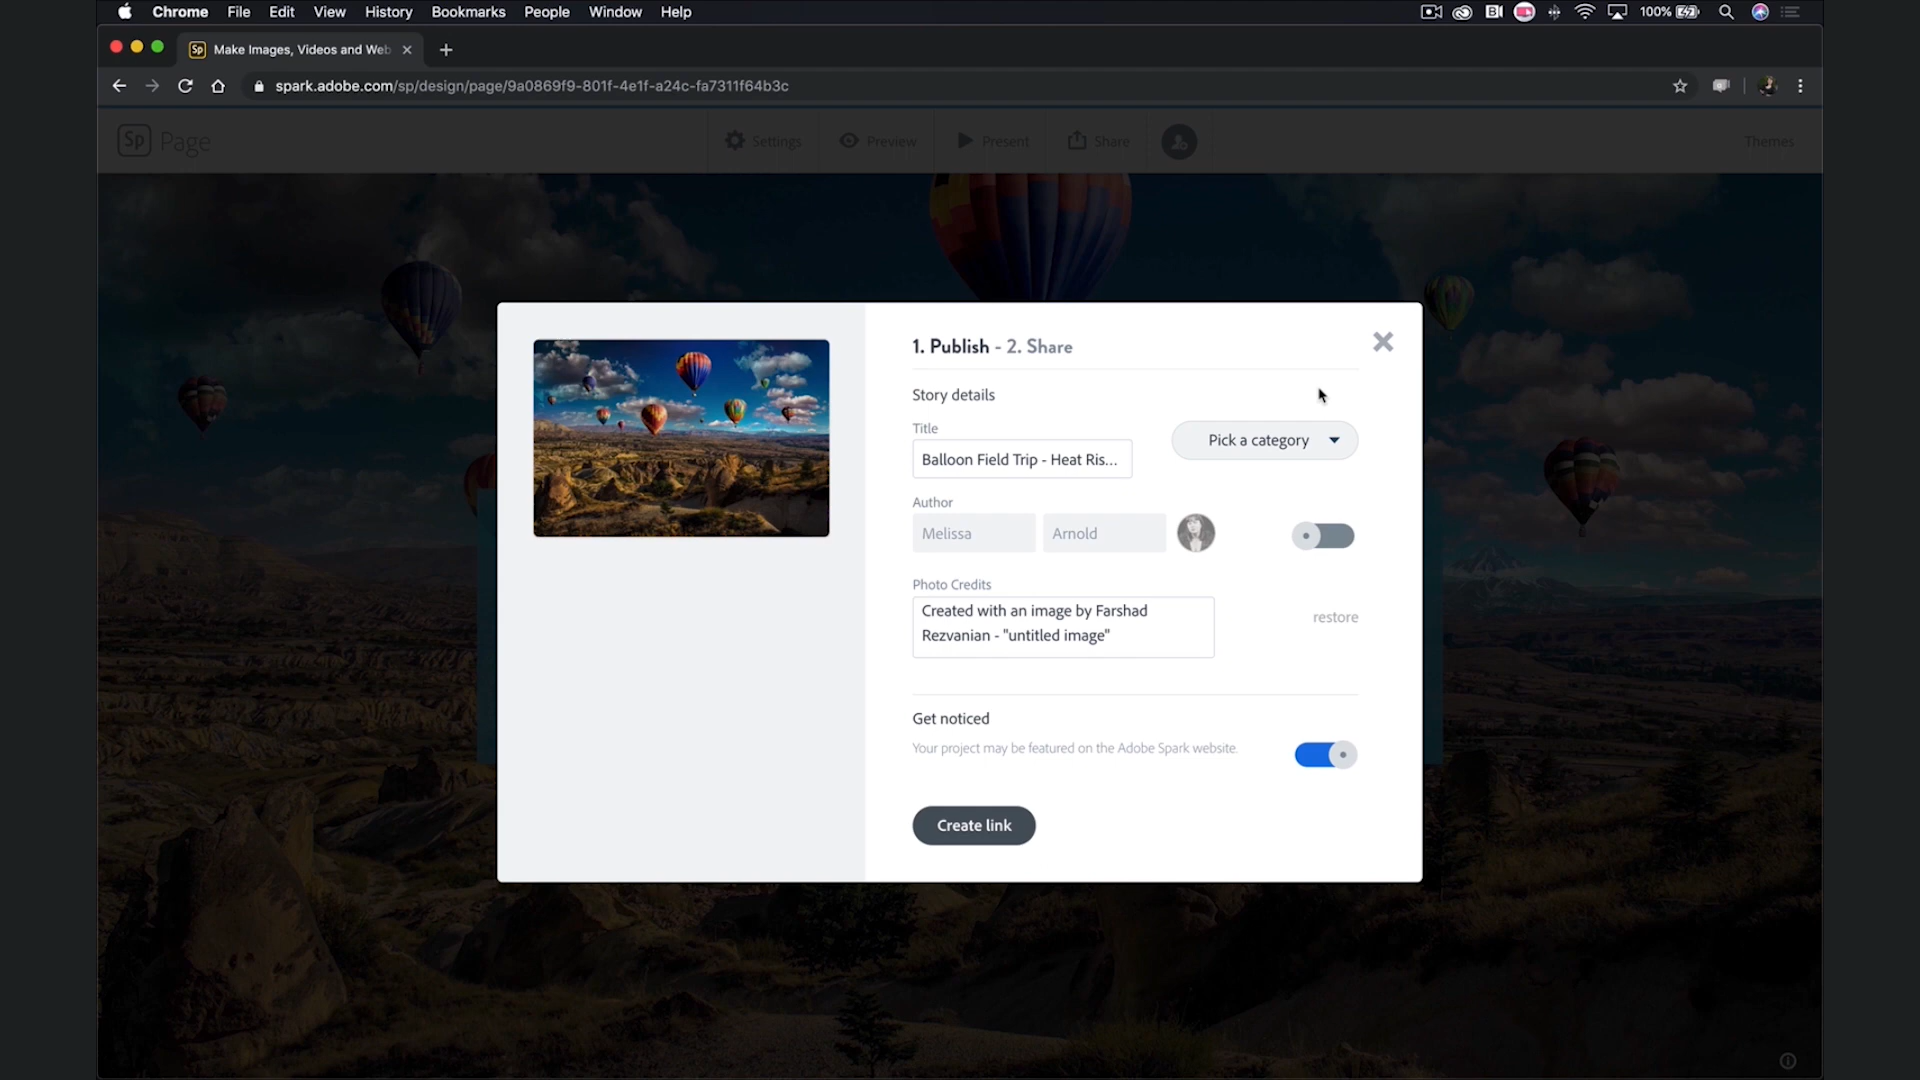 Chrome File Edit View History Bookmarks People Window Help
100%
Sp Make Images, Videos and Web
spark.adobe.com/sp/design/page/9a0869f9-801f-4e1f-a24c-fa7311f64b3c
Sp Page Settings Preview Present Share Themes
1. Publish - 2. Share
Story details
Title
Pick a category
Balloon Field Trip - Heat Ris...
Author
Melissa Arnold
Photo Credits
Created with an image by Farshad
Rezvanian - "untitled image"
restore
Get noticed
Your project may be featured on the Adobe Spark website.
Create link